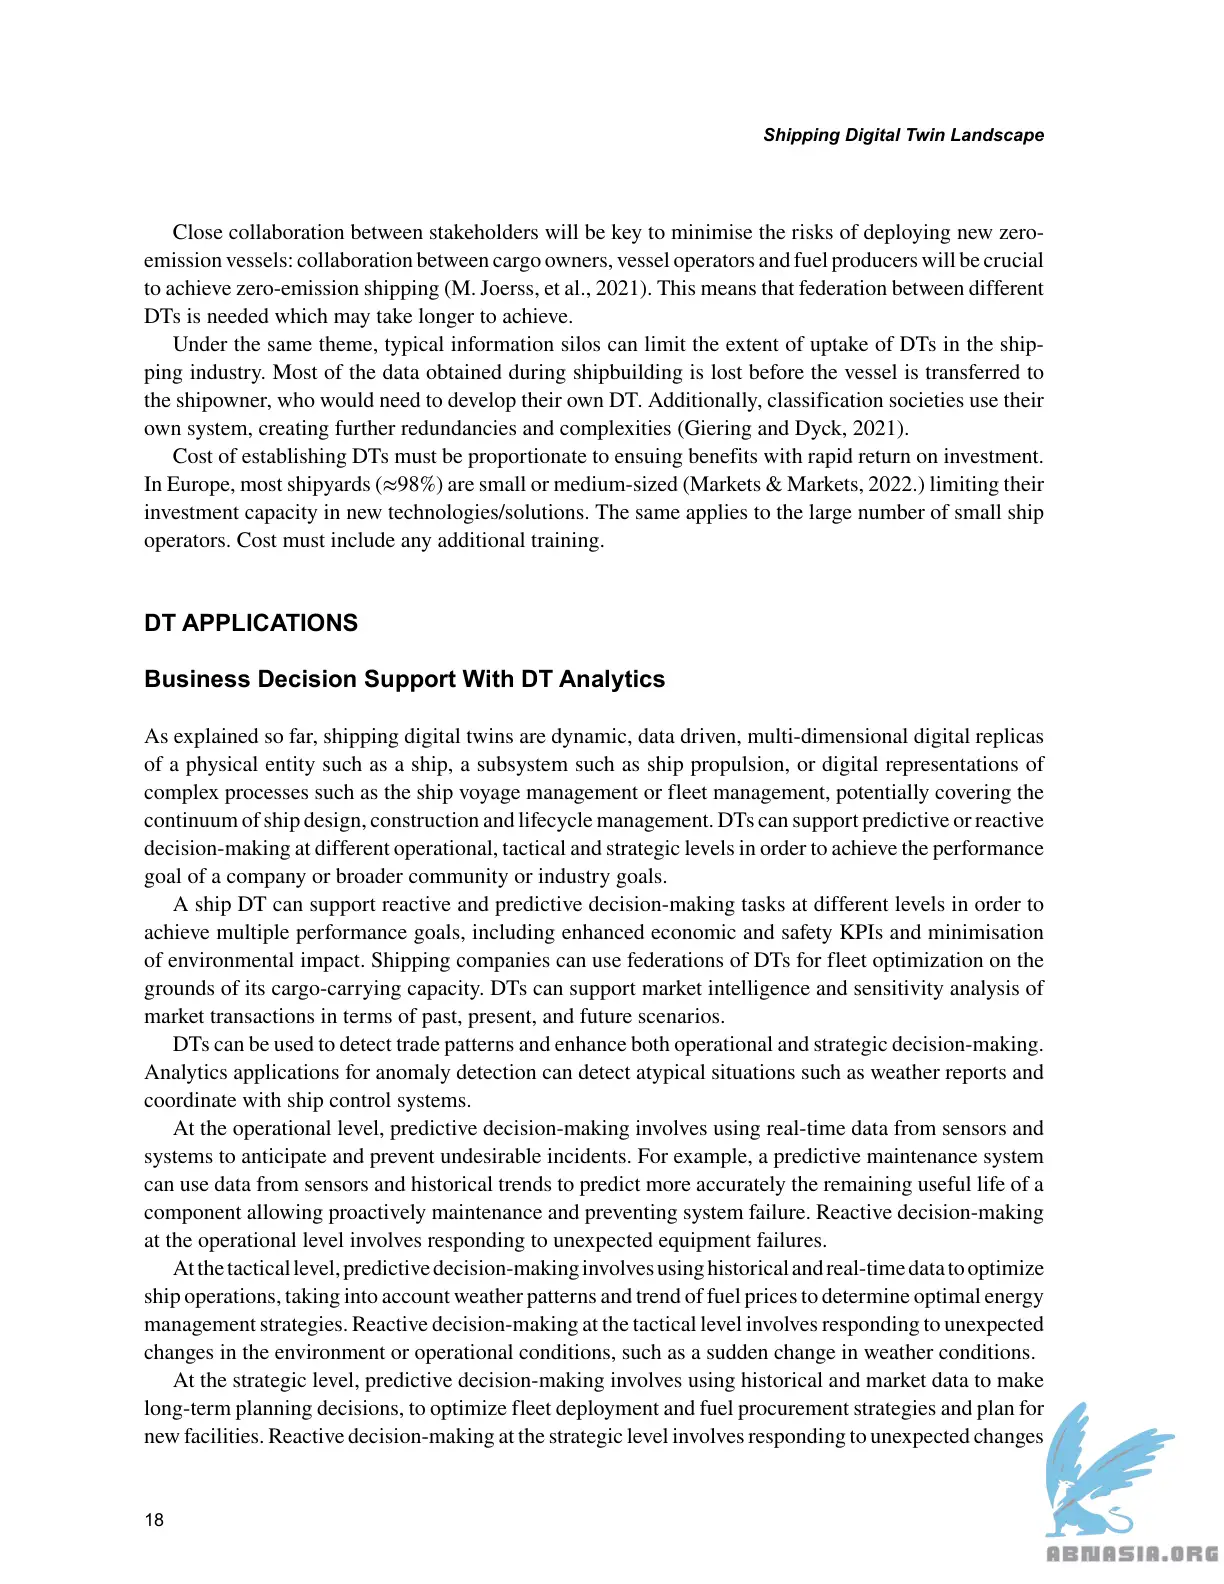 Shipping Digital Twin Landscape
Close collaboration between stakeholders will be key to minimise the risks of deploying new zero-
emission vessels: collaboration between cargo owners, vessel operators and fuel producers will be crucial
to achieve zero-emission shipping (M. Joerss, et al., 2021). This means that federation between different
DTs is needed which may take longer to achieve.
Under the same theme, typical information silos can limit the extent of uptake of DTs in the ship-
ping industry. Most of the data obtained during shipbuilding is lost before the vessel is transferred to
the shipowner, who would need to develop their own DT. Additionally, classification societies use their
own system, creating further redundancies and complexities (Giering and Dyck, 2021).
Cost of establishing DTs must be proportionate to ensuing benefits with rapid return on investment.
In Europe, most shipyards (≈98%) are small or medium-sized (Markets & Markets, 2022.) limiting their
investment capacity in new technologies/solutions. The same applies to the large number of small ship
operators. Cost must include any additional training.
DT APPLICATIONS
Business Decision Support With DT Analytics
As explained so far, shipping digital twins are dynamic, data driven, multi-dimensional digital replicas
of a physical entity such as a ship, a subsystem such as ship propulsion, or digital representations of
complex processes such as the ship voyage management or fleet management, potentially covering the
continuum of ship design, construction and lifecycle management. DTs can support predictive or reactive
decision-making at different operational, tactical and strategic levels in order to achieve the performance
goal of a company or broader community or industry goals.
A ship DT can support reactive and predictive decision-making tasks at different levels in order to
achieve multiple performance goals, including enhanced economic and safety KPIs and minimisation
of environmental impact. Shipping companies can use federations of DTs for fleet optimization on the
grounds of its cargo-carrying capacity. DTs can support market intelligence and sensitivity analysis of
market transactions in terms of past, present, and future scenarios.
DTs can be used to detect trade patterns and enhance both operational and strategic decision-making.
Analytics applications for anomaly detection can detect atypical situations such as weather reports and
coordinate with ship control systems.
At the operational level, predictive decision-making involves using real-time data from sensors and
systems to anticipate and prevent undesirable incidents. For example, a predictive maintenance system
can use data from sensors and historical trends to predict more accurately the remaining useful life of a
component allowing proactively maintenance and preventing system failure. Reactive decision-making
at the operational level involves responding to unexpected equipment failures.
At the tactical level, predictive decision-making involves using historical and real-time data to optimize
ship operations, taking into account weather patterns and trend of fuel prices to determine optimal energy
management strategies. Reactive decision-making at the tactical level involves responding to unexpected
changes in the environment or operational conditions, such as a sudden change in weather conditions.
At the strategic level, predictive decision-making involves using historical and market data to make
long-term planning decisions, to optimize fleet deployment and fuel procurement strategies and plan for
new facilities. Reactive decision-making at the strategic level involves responding to unexpected changes
18
ABNASIA.ORG